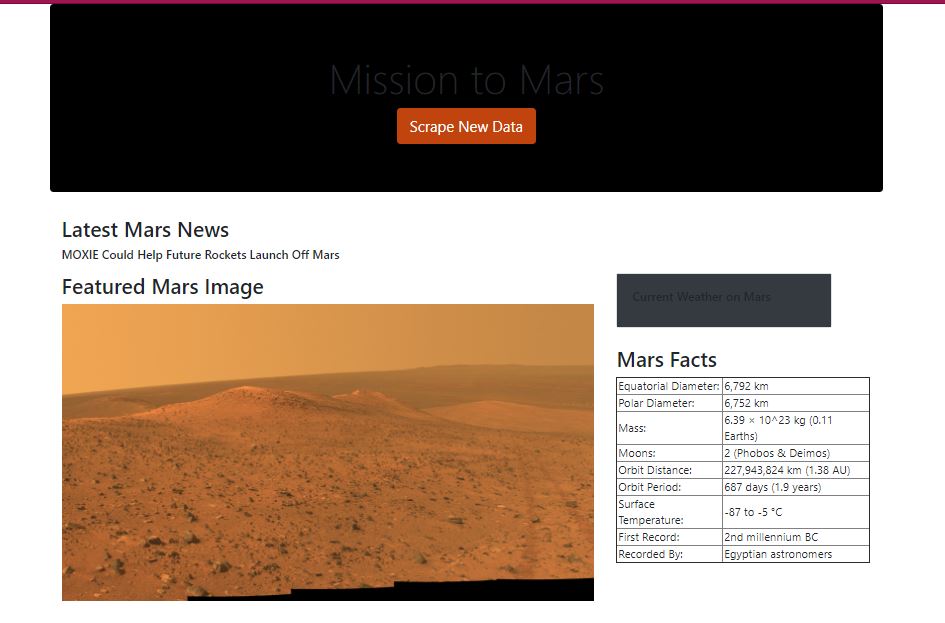 Mission to Mars
Scrape New Data
Latest Mars News
MOXIE Could Help Future Rockets Launch Off Mars
Featured Mars Image
Current Weather on Mars
Mars Facts
Equatorial Diameter: 6,792 km
Polar Diameter: 6,752 km
Mass: 6.39 × 10^23 kg (0.11
Earths)
Moons: 2 (Phobos & Deimos)
Orbit Distance: 227,943,824 km (1.38 AU)
Orbit Period: 687 days (1.9 years)
Surface
Temperature: -87 to -5 °C
First Record: 2nd millennium BC
Recorded By: Egyptian astronomers